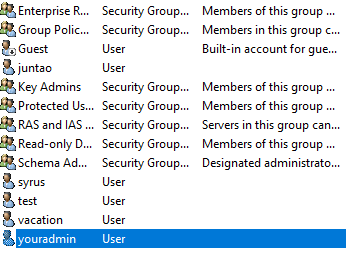 Enterprise R... Security Group... Members of this group ...
Group Polic... Security Group... Members in this group c...
Guest User Built-in account for gue...
juntao User
Key Admins Security Group... Members of this group ...
Protected Us... Security Group... Members of this group ...
RAS and IAS ... Security Group... Servers in this group can...
Read-only D... Security Group... Members of this group ...
Schema Ad... Security Group... Designated administrato...
syrus User
test User
vacation User
youradmin User